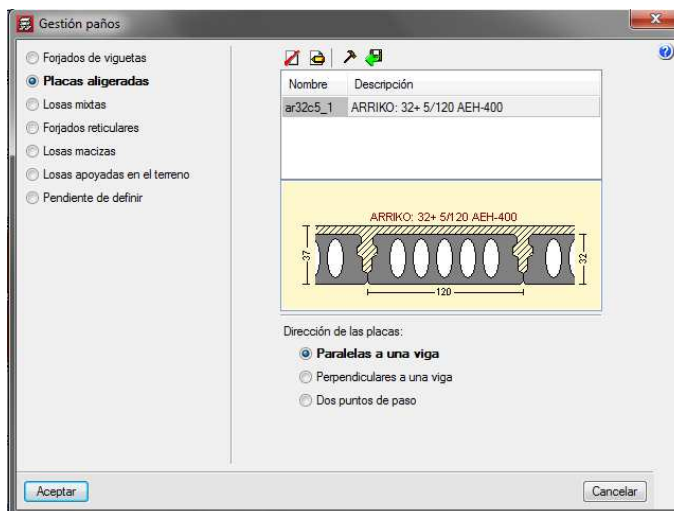 Gestión paños
Forjados de viguetas
Placas aligeradas
Losas mixtas
Forjados reticulares
Losas macizas
Losas apoyadas en el terreno
Pendiente de definir
Nombre Descripción
ar32c5_1 ARRIKO: 32+ 5/120 AEH-400
ARRIKO: 32+ 5/120 AEH-400
37
32
120
Dirección de las placas:
Paralelas a una viga
Perpendiculares a una viga
Dos puntos de paso
Aceptar
Cancelar